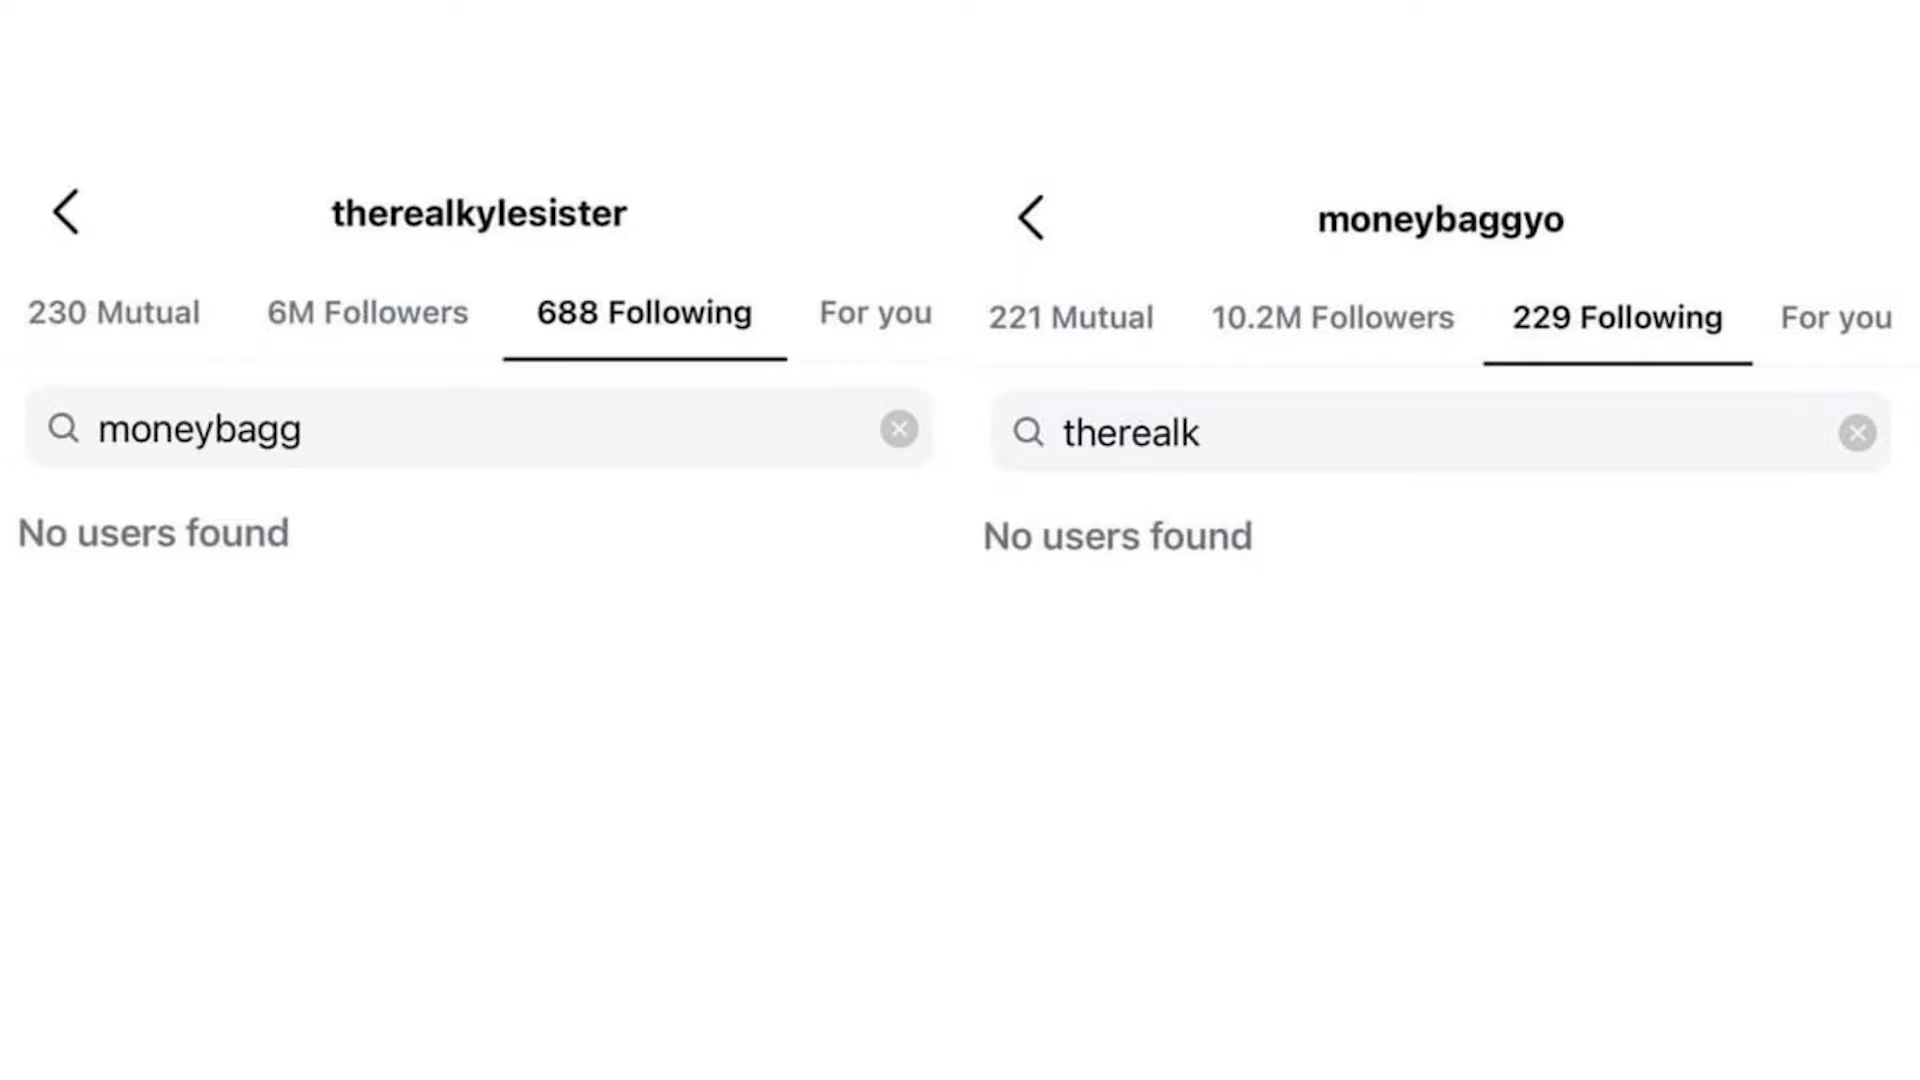 therealkylesister
230 Mutual 6M Followers 688 Following For you
moneybagg
No users found
moneybaggyo
221 Mutual 10.2M Followers 229 Following For you
therealk
No users found